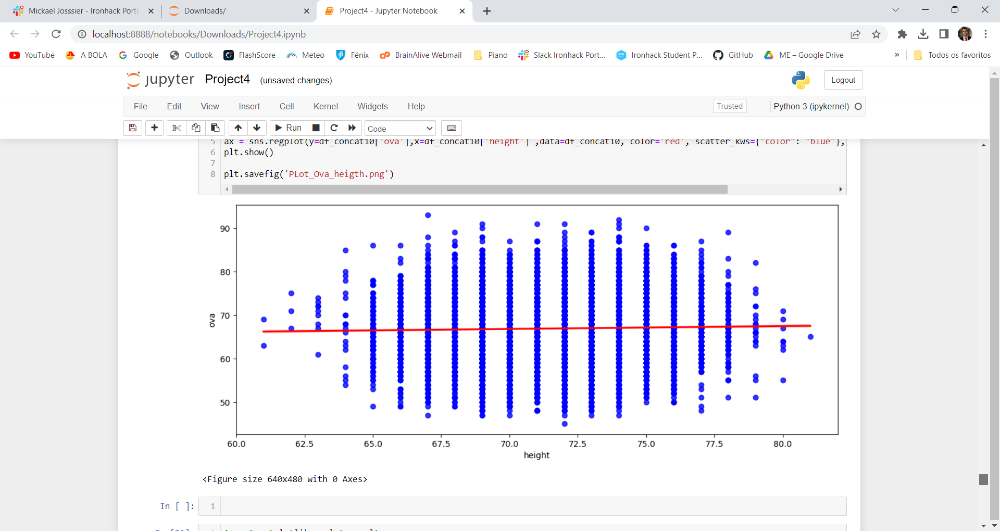 Mickael Josssier - Ironhack Portu
Downloads/
Project4 - Jupyter Notebook
localhost:8888/notebooks/Downloads/Project4.ipynb
YouTube A BOLA Google Outlook FlashScore Meteo Fénix BrainAlive Webmail Piano Slack Ironhack Port... Ironhack Student P... GitHub ME – Google Drive » Todos os favoritos
jupyter Project4 (unsaved changes) Logout
File Edit View Insert Cell Kernel Widgets Help Trusted Python 3 (ipykernel)
Run Code
5 ax = sns.regplot(y=df_concat10['ova'],x=df_concat10['height'] ,data=df_concat10, color='red', scatter_kws={"color": "blue"},
6 plt.show()
7
8 plt.savefig('PLot_Ova_heigth.png')
90
80
70
60
50
ova
60.0 62.5 65.0 67.5 70.0 72.5 75.0 77.5 80.0
height
<Figure size 640x480 with 0 Axes>
In [ ]: 1